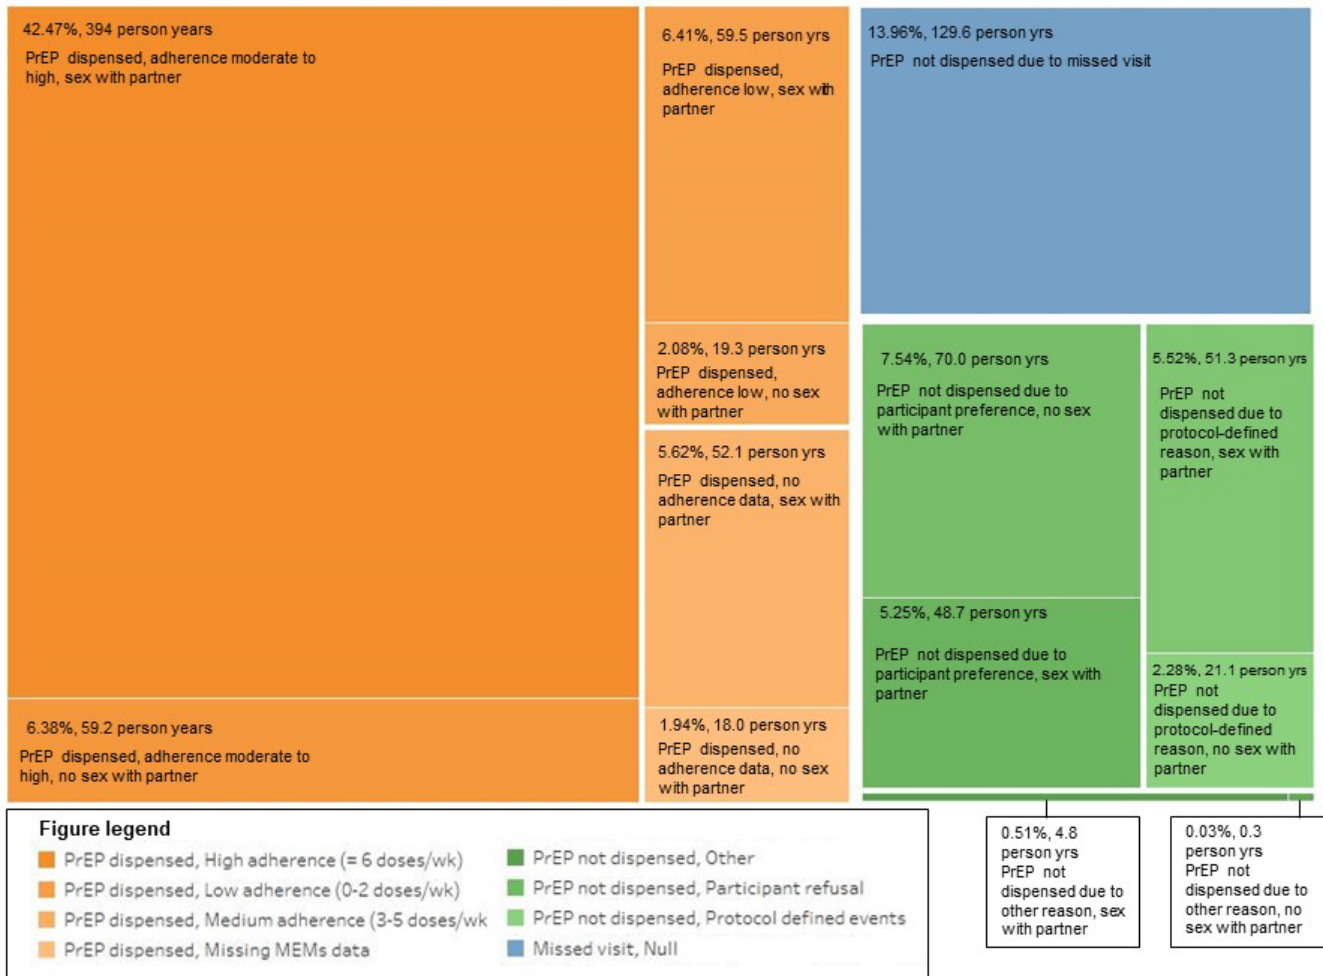 42.47%, 394 person years
PrEP dispensed, adherence moderate to
high, sex with partner
6.38%, 59.2 person years
PrEP dispensed, adherence moderate to
high, no sex with partner
6.41%, 59.5 person yrs
PrEP dispensed,
adherence low, sex with
partner
2.08%, 19.3 person yrs
PrEP dispensed,
adherence low, no sex
with partner
5.62%, 52.1 person yrs
PrEP dispensed, no
adherence data, sex with
partner
1.94%, 18.0 person yrs
PrEP dispensed, no
adherence data, no sex
with partner
13.96%, 129.6 person yrs
PrEP not dispensed due to missed visit
7.54%, 70.0 person yrs
PrEP not dispensed due to
participant preference, no sex
with partner
5.25%, 48.7 person yrs
PrEP not dispensed due to
participant preference, sex with
partner
5.52%, 51.3 person yrs
PrEP not
dispensed due to
protocol-defined
reason, sex with
partner
2.28%, 21.1 person yrs
PrEP not
dispensed due to
protocol-defined
reason, no sex with
partner
0.51%, 4.8
person yrs
PrEP not
dispensed due to
other reason, sex
with partner
0.03%, 0.3
person yrs
PrEP not
dispensed due to
other reason, no
sex with partner
Figure legend
PrEP dispensed, High adherence (= 6 doses/wk)
PrEP dispensed, Low adherence (0-2 doses/wk)
PrEP dispensed, Medium adherence (3-5 doses/wk
PrEP dispensed, Missing MEMs data
PrEP not dispensed, Other
PrEP not dispensed, Participant refusal
PrEP not dispensed, Protocol defined events
Missed visit, Null